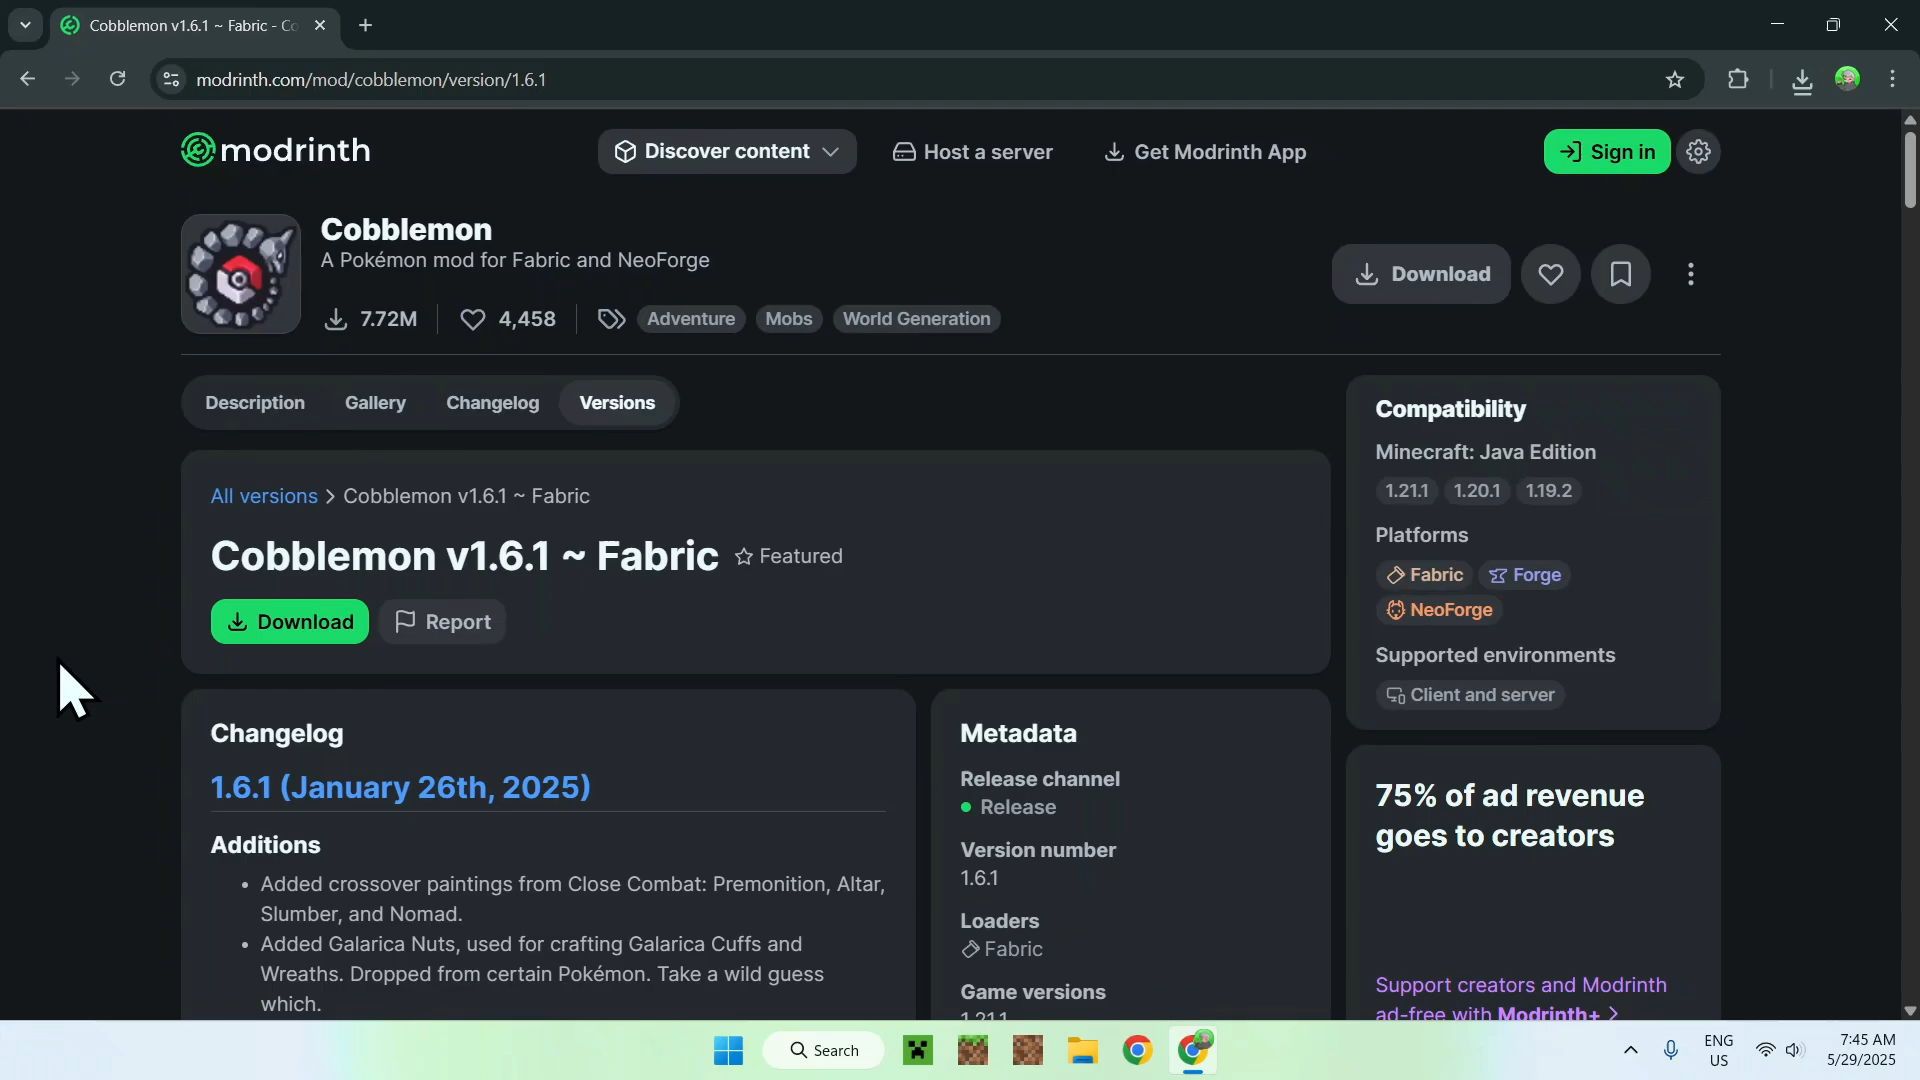 Cobblemon v1.6.1 ~ Fabric - Co
modrinth.com/mod/cobblemon/version/1.6.1
modrinth
Discover content
Host a server
Get Modrinth App
Sign in
Cobblemon
A Pokémon mod for Fabric and NeoForge
7.72M
4,458
Adventure
Mobs
World Generation
Download
Description
Gallery
Changelog
Versions
All versions > Cobblemon v1.6.1 ~ Fabric
Cobblemon v1.6.1 ~ Fabric
Featured
Download
Report
Changelog
1.6.1 (January 26th, 2025)
Additions
• Added crossover paintings from Close Combat: Premonition, Altar,
Slumber, and Nomad.
• Added Galarica Nuts, used for crafting Galarica Cuffs and
Wreaths. Dropped from certain Pokémon. Take a wild guess
which.
Metadata
Release channel
Release
Version number
1.6.1
Loaders
Fabric
Game versions
1.21.1
Compatibility
Minecraft: Java Edition
1.21.1
1.20.1
1.19.2
Platforms
Fabric
Forge
NeoForge
Supported environments
Client and server
75% of ad revenue
goes to creators
Support creators and Modrinth
ad-free with Modrinth+ >
Search
ENG
US
7:45 AM
5/29/2025